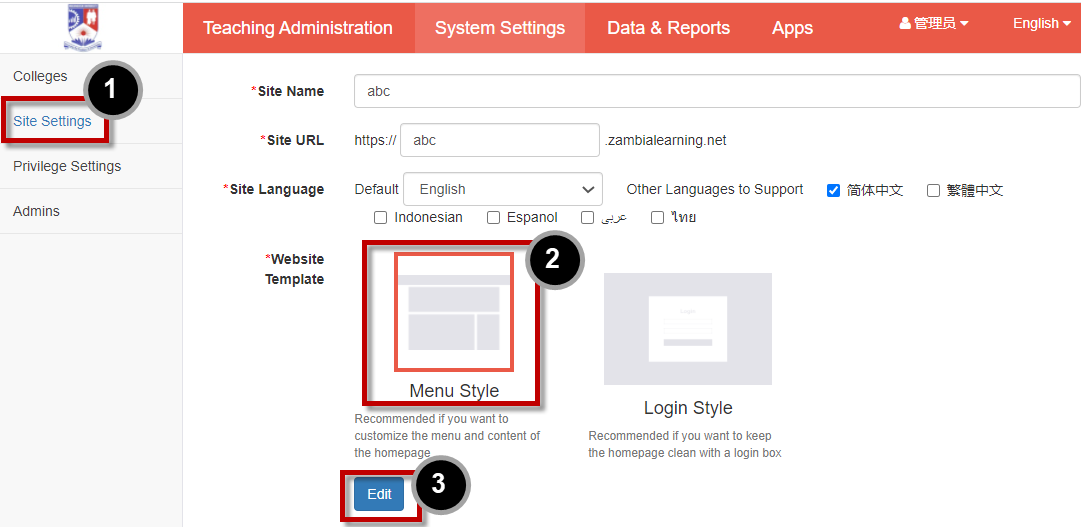 Teaching Administration System Settings Data & Reports Apps 管理员 English
Colleges
1
Site Settings
Privilege Settings
Admins
*Site Name abc
*Site URL https:// abc .zambialearning.net
*Site Language Default English Other Languages to Support 简体中文 繁體中文
Indonesian Espanol عربي ไทย
*Website
Template
2
Menu Style
Recommended if you want to
customize the menu and content of
the homepage
Login
Login Style
Recommended if you want to keep
the homepage clean with a login box
Edit
3